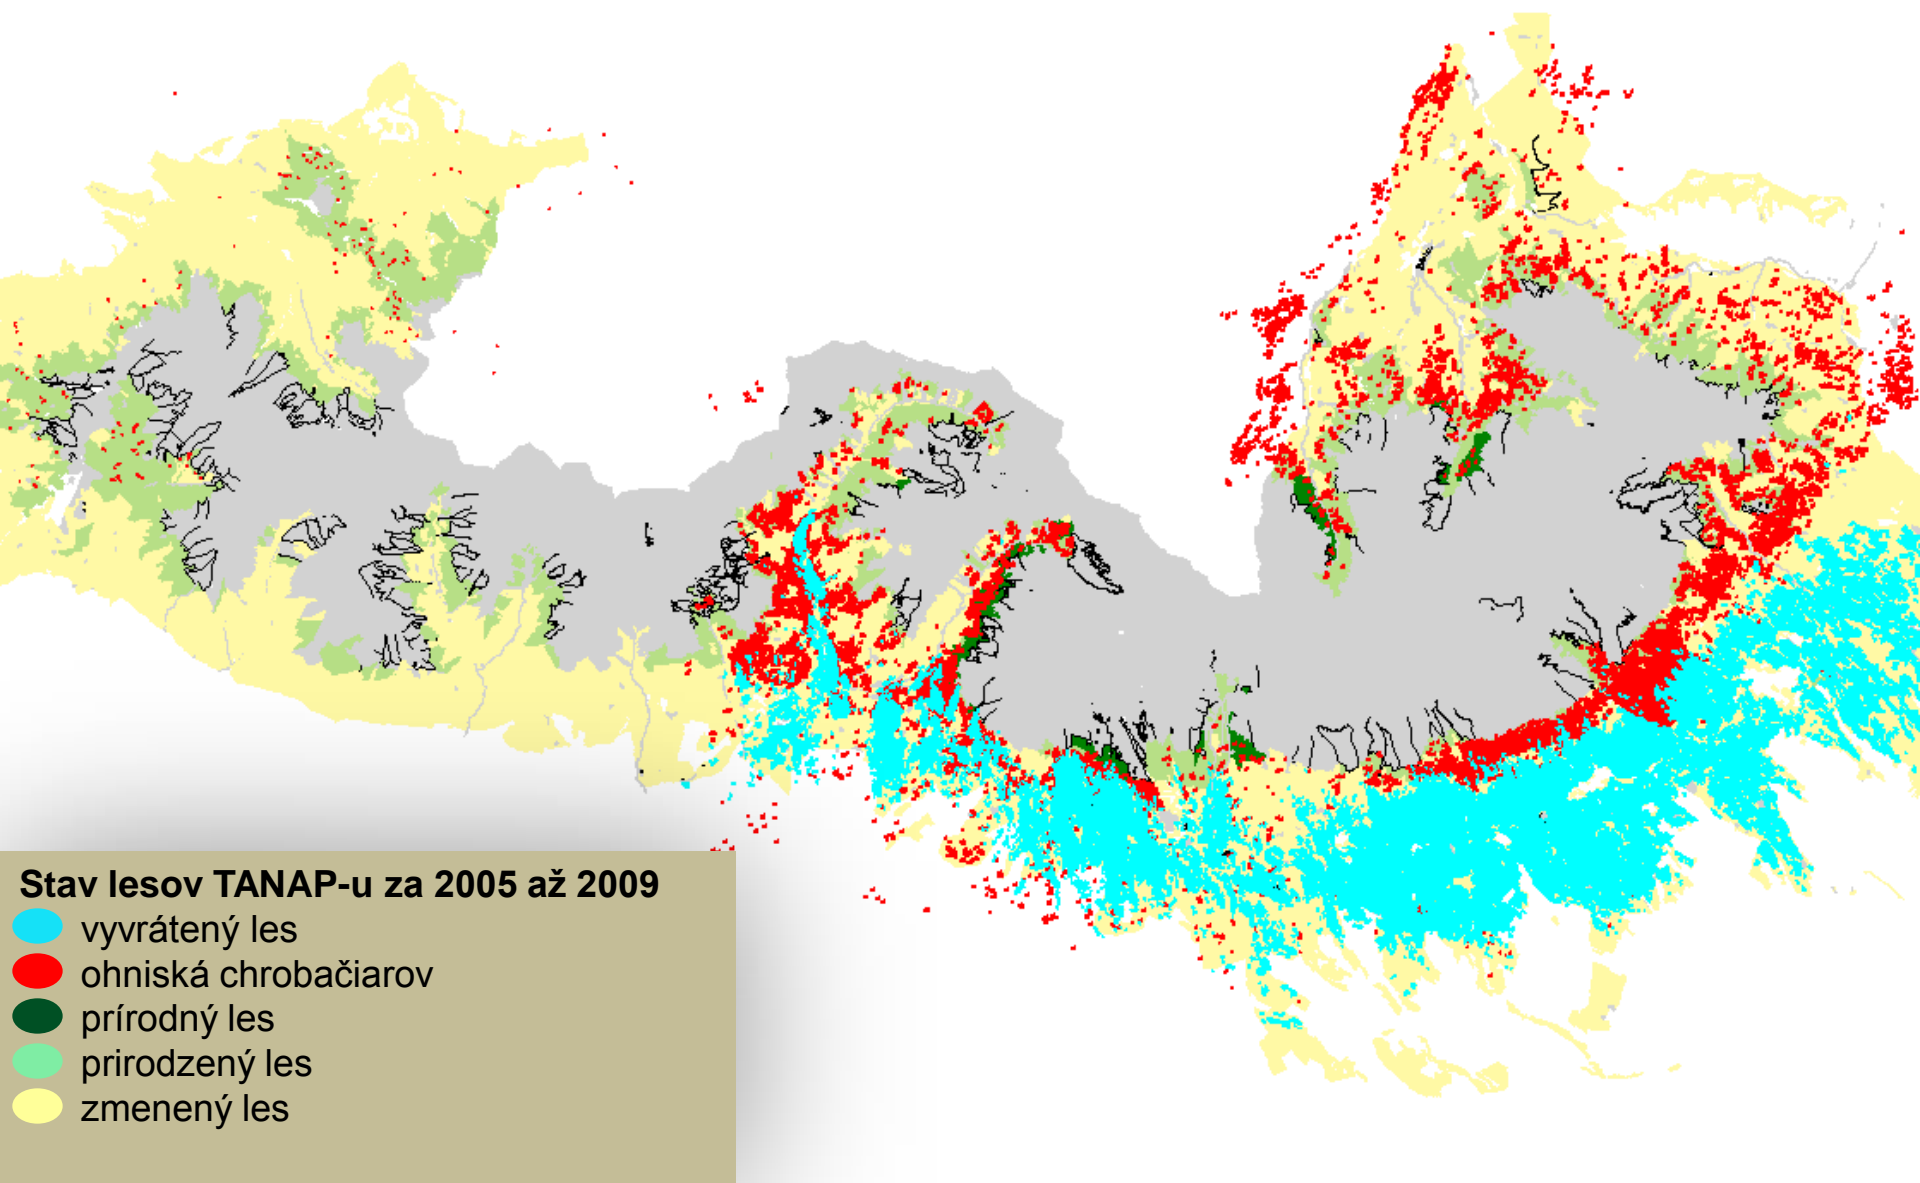 Stav lesov TANAP-u za 2005 až 2009
vyvrátený les
ohniská chrobačiarov
prírodný les
prirodzený les
zmenený les